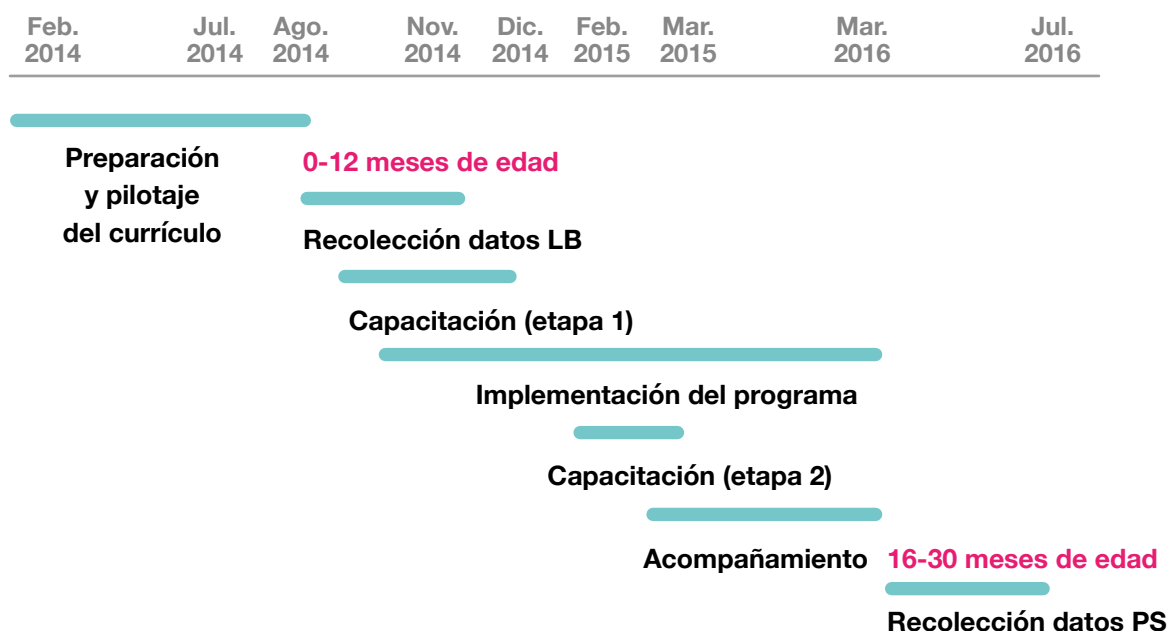 Feb. Jul. Ago. Nov. Dic. Feb. Mar. Mar. Jul.
2014 2014 2014 2014 2014 2015 2015 2016 2016
Preparación
y pilotaje
del currículo
0-12 meses de edad
Recolección datos LB
Capacitación (etapa 1)
Implementación del programa
Capacitación (etapa 2)
Acompañamiento
16-30 meses de edad
Recolección datos PS